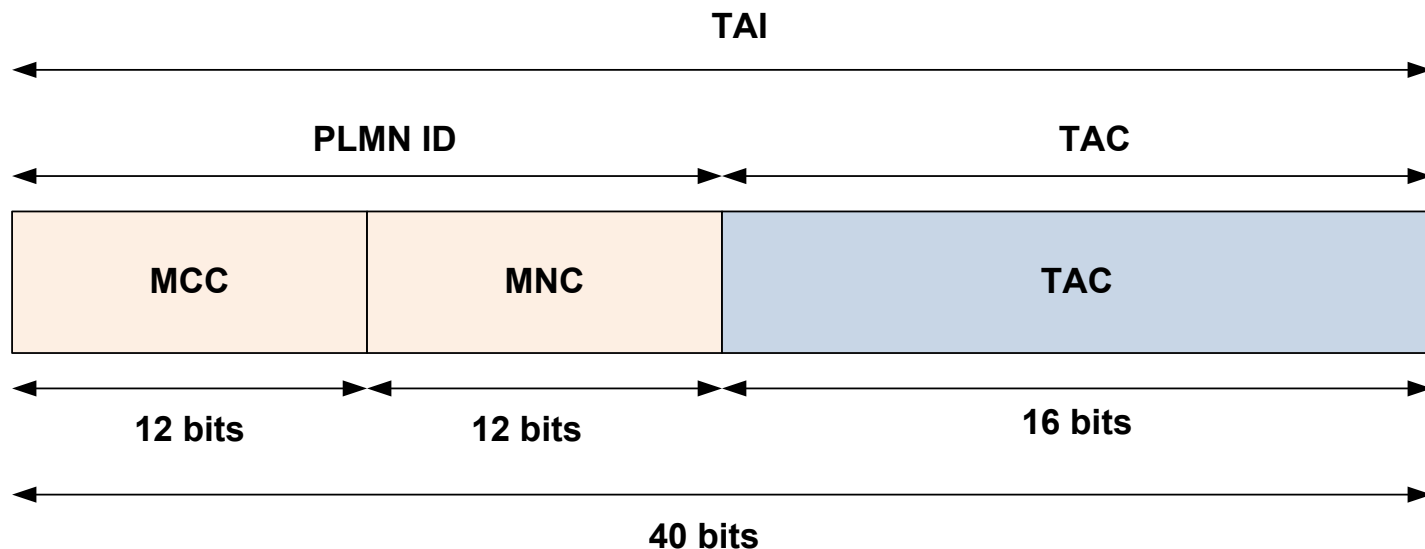 TAI
PLMN ID TAC
MCC MNC TAC
12 bits 12 bits 16 bits
40 bits